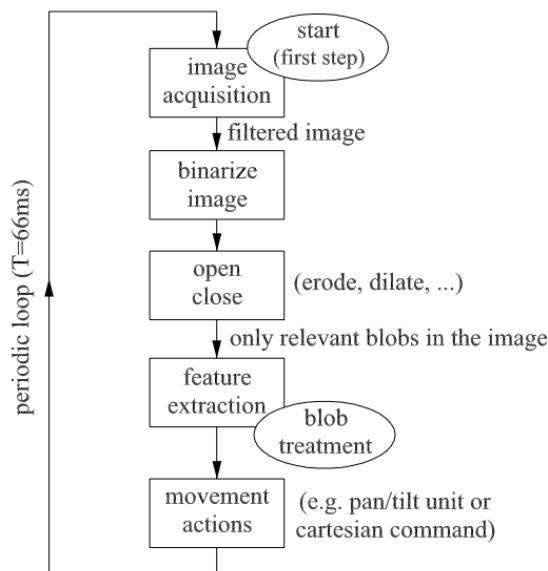 start
(first step)
image
acquisition
filtered image
binarize
image
open
close
(erode, dilate, ...)
only relevant blobs in the image
feature
extraction
blob
treatment
movement
actions
(e.g. pan/tilt unit or
cartesian command)
periodic loop (T=66ms)